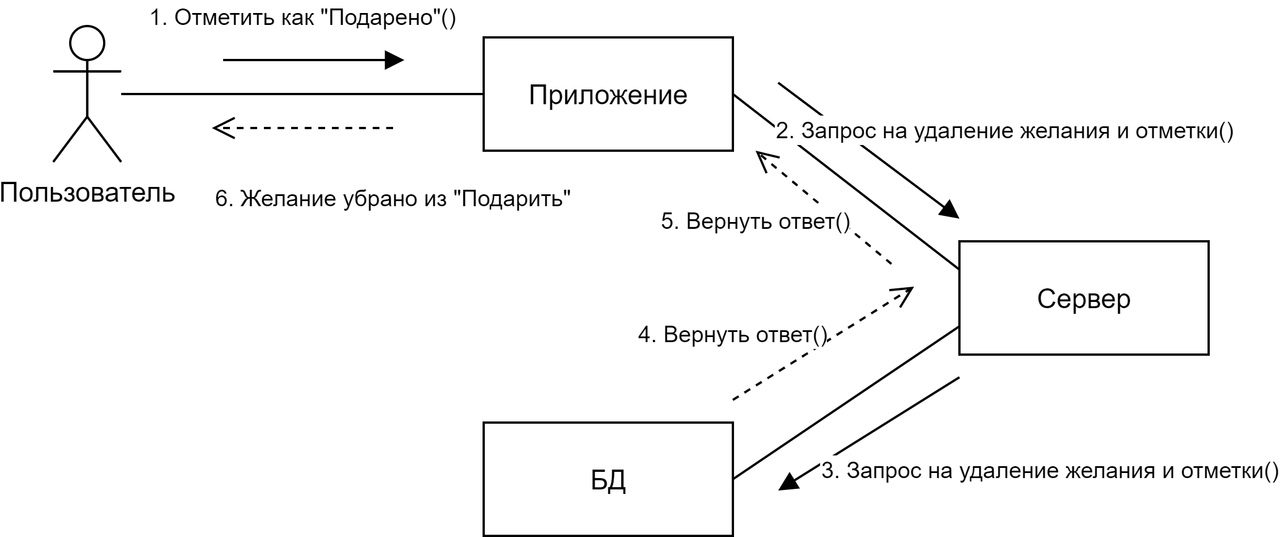 1. Отметить как "Подарено"()
Приложение
2. Запрос на удаление желания и отметки()
Пользователь
6. Желание убрано из "Подарить"
5. Вернуть ответ()
Сервер
4. Вернуть ответ()
3. Запрос на удаление желания и отметки()
БД